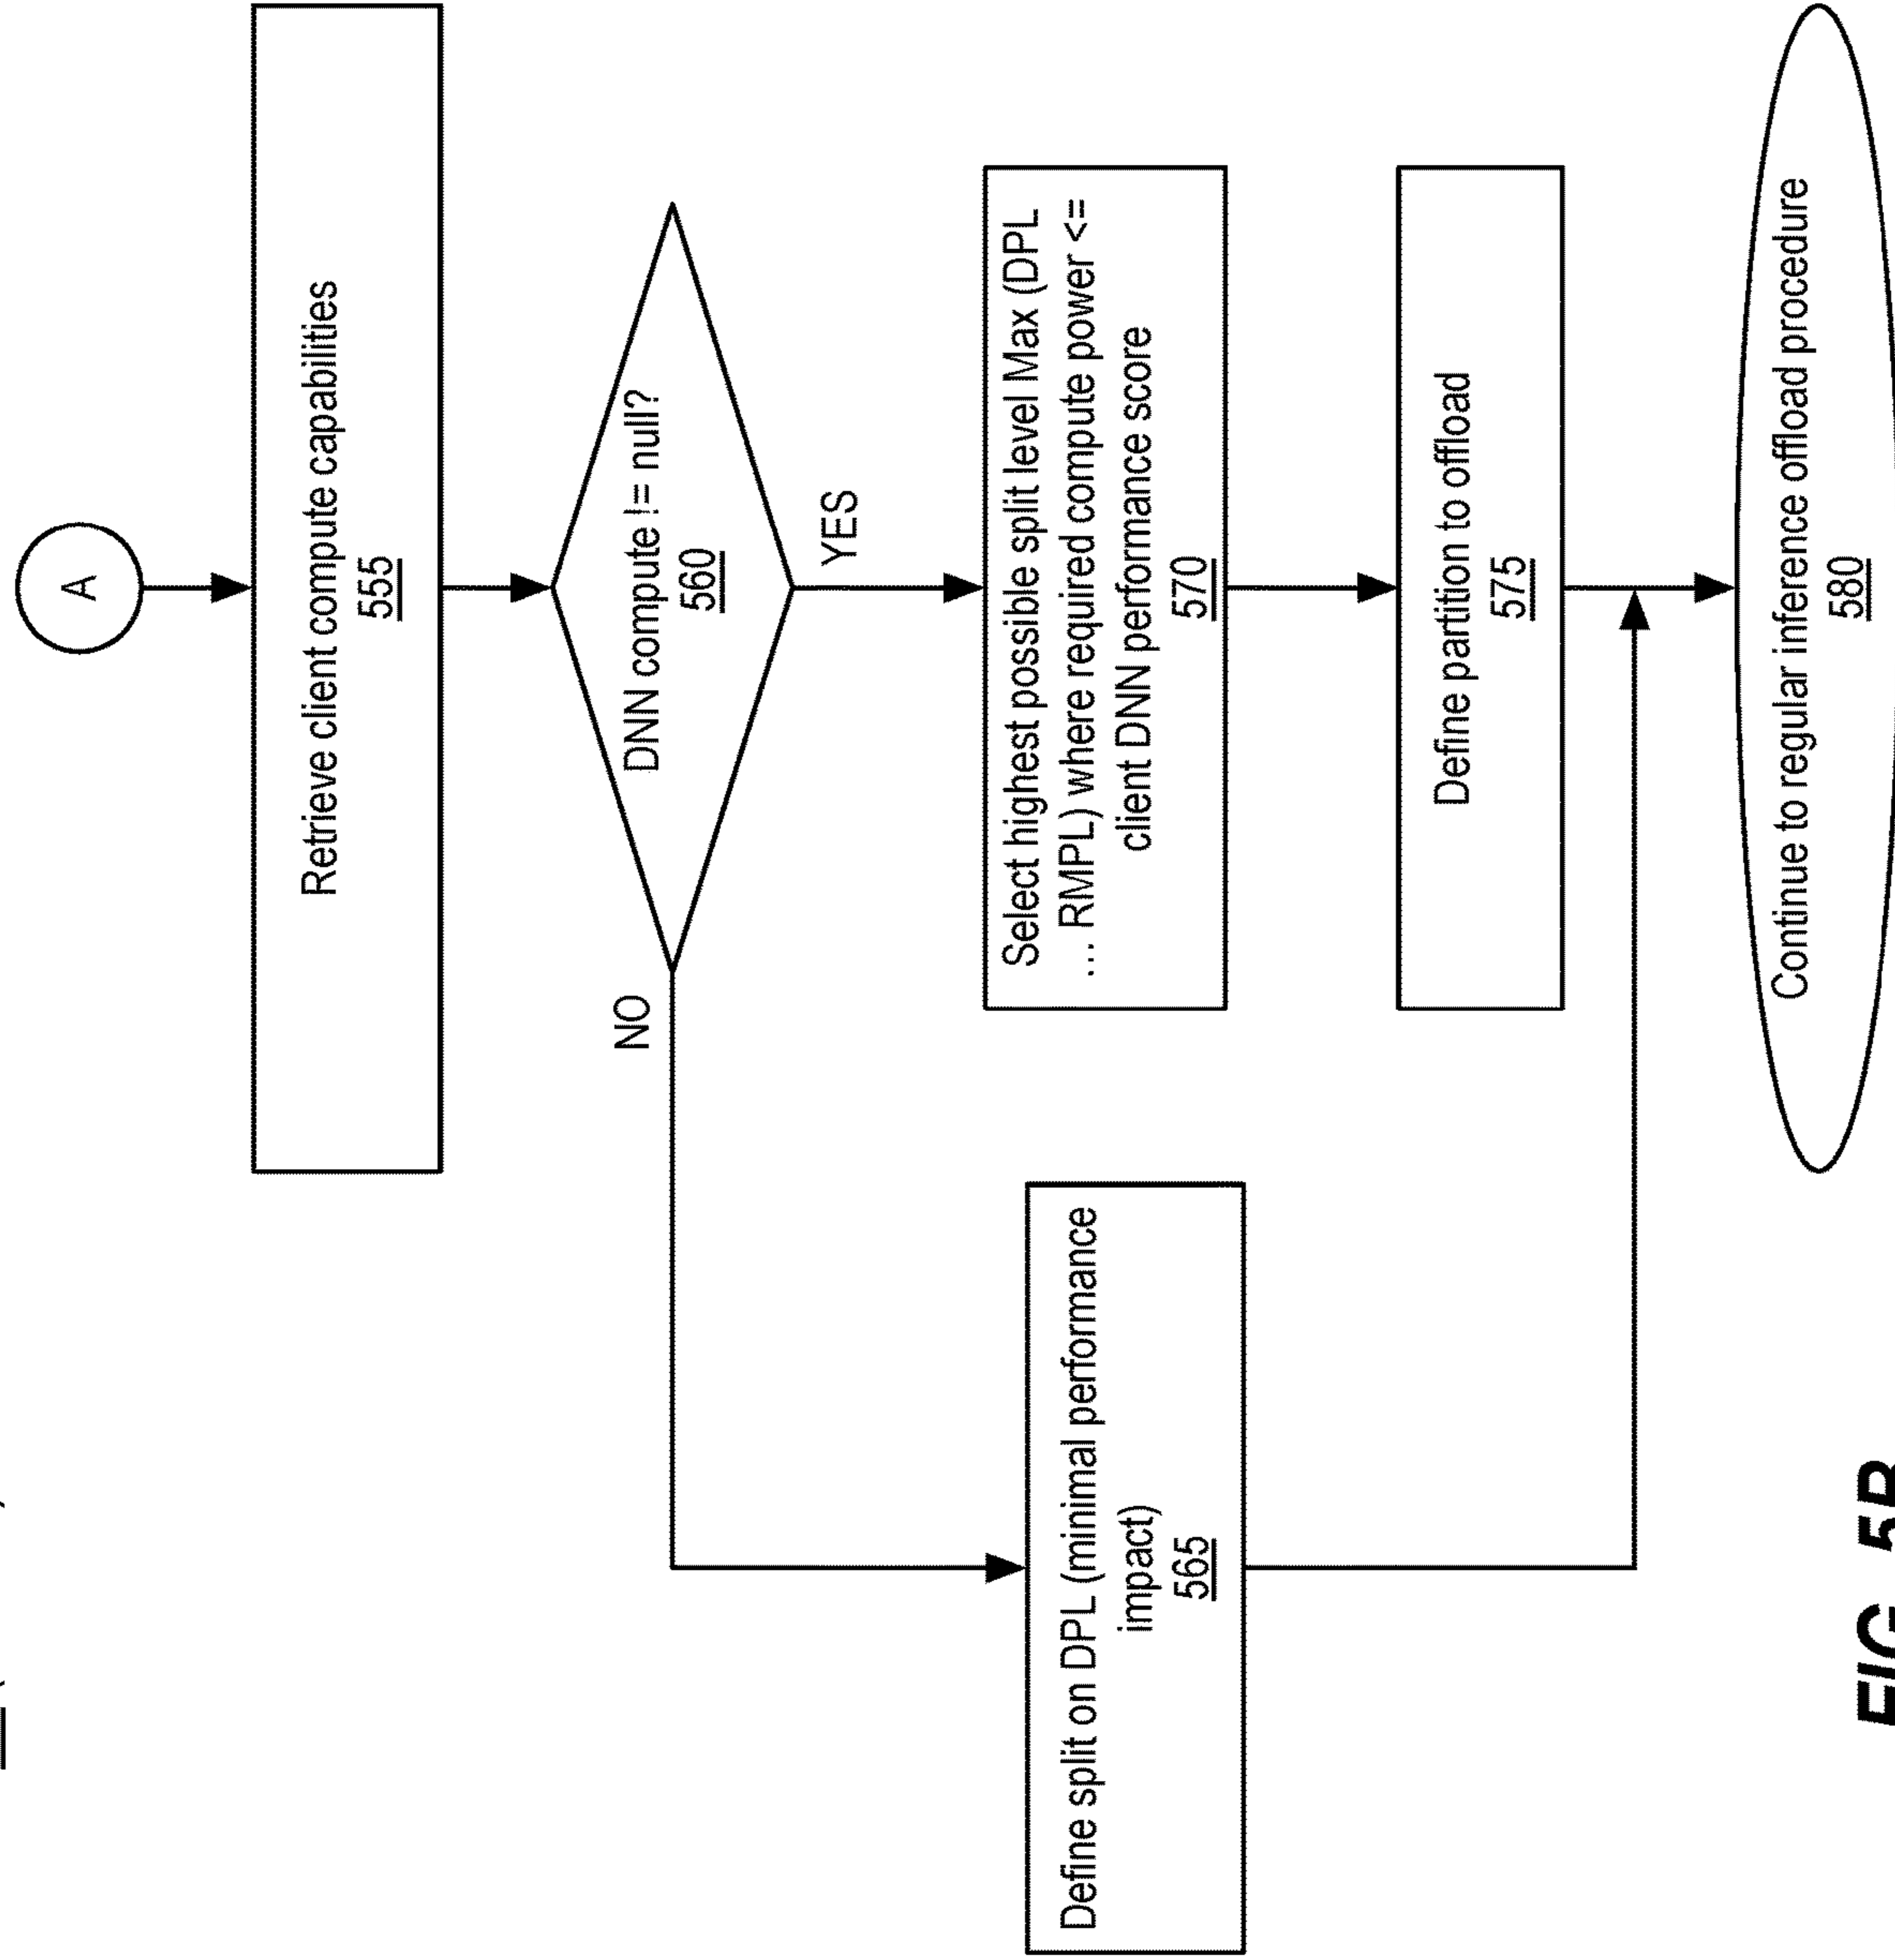 A
Retrieve client compute capabilities
555
DNN compute != null?
560
NO
YES
Define split on DPL (minimal performance
impact)
565
Select highest possible split level Max (DPL
... RMPL) where required compute power <=
client DNN performance score
570
Define partition to offload
575
Continue to regular inference offload procedure
580
FIG. 5B